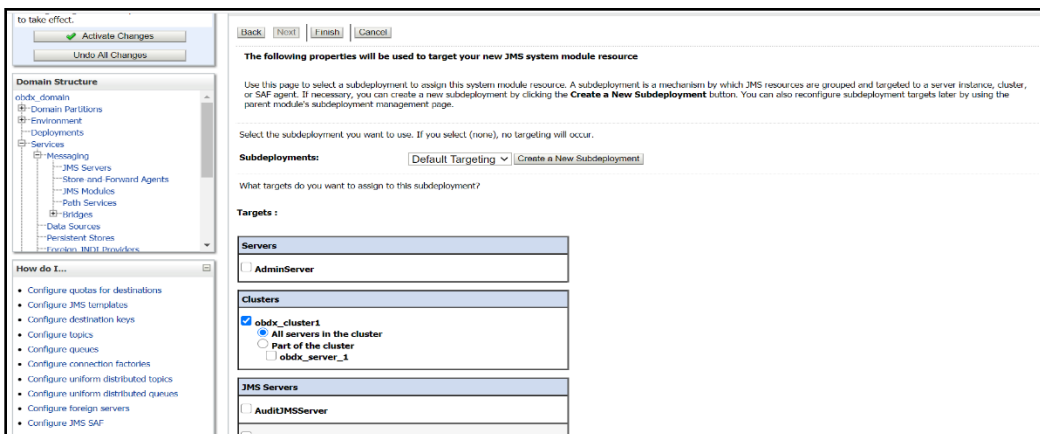 to take effect.
Activate Changes
Undo All Changes
Domain Structure
obdx_domain
Domain Partitions
Environment
Deployments
Services
Messaging
JMS Servers
Store and Forward Agents
JMS Modules
Path Services
Bridges
Data Sources
Persistent Stores
Foreign JNDI Providers
How do I...
Configure quotas for destinations
Configure JMS templates
Configure destination keys
Configure topics
Configure queues
Configure connection factories
Configure uniform distributed topics
Configure uniform distributed queues
Configure foreign servers
Configure JMS SAF
Back Next Finish Cancel
The following properties will be used to target your new JMS system module resource
Use this page to select a subdeployment to assign this system module resource. A subdeployment is a mechanism by which JMS resources are grouped and targeted to a server instance, cluster,
or SAF agent. If necessary, you can create a new subdeployment by clicking the Create a New Subdeployment button. You can also reconfigure subdeployment targets later by using the
parent module's subdeployment management page.
Select the subdeployment you want to use. If you select (none), no targeting will occur.
Subdeployments: Default Targeting Create a New Subdeployment
What targets do you want to assign to this subdeployment?
Targets :
Servers
AdminServer
Clusters
obdx_cluster1
All servers in the cluster
Part of the cluster
obdx_server_1
JMS Servers
AuditJMSServer